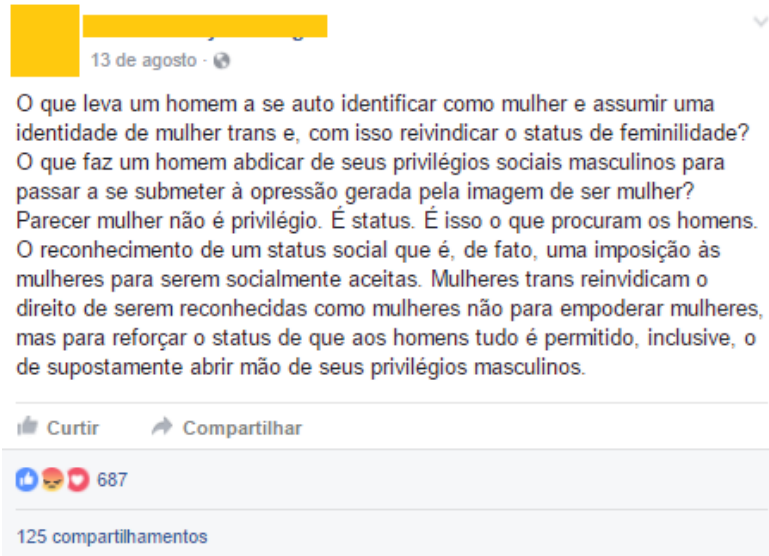 13 de agosto ·
O que leva um homem a se auto identificar como mulher e assumir uma
identidade de mulher trans e, com isso reivindicar o status de feminilidade?
O que faz um homem abdicar de seus privilégios sociais masculinos para
passar a se submeter à opressão gerada pela imagem de ser mulher?
Parecer mulher não é privilégio. É status. É isso o que procuram os homens.
O reconhecimento de um status social que é, de fato, uma imposição às
mulheres para serem socialmente aceitas. Mulheres trans reinvidicam o
direito de serem reconhecidas como mulheres não para empoderar mulheres,
mas para reforçar o status de que aos homens tudo é permitido, inclusive, o
de supostamente abrir mão de seus privilégios masculinos.
Curtir Compartilhar
687
125 compartilhamentos